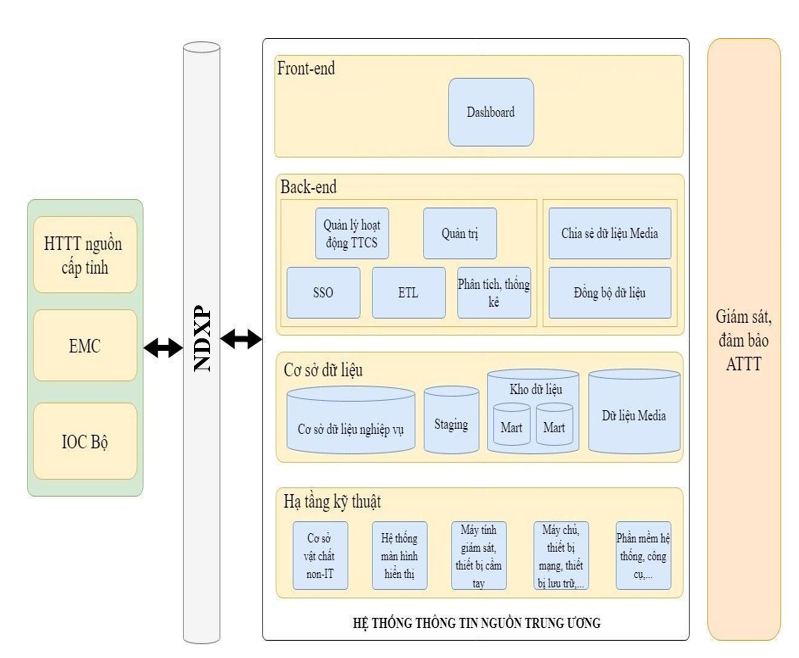 HTTT nguồn
cấp tỉnh
EMC
IOC Bộ
NDXP
Front-end
Dashboard
Back-end
Quản lý hoạt
động TTCS
Quản trị
SSO
ETL
Phân tích, thống
kê
Chia sẻ dữ liệu Media
Đồng bộ dữ liệu
Cơ sở dữ liệu
Cơ sở dữ liệu nghiệp vụ
Staging
Kho dữ liệu
Mart
Mart
Dữ liệu Media
Hạ tầng kỹ thuật
Cơ sở
vật chất
non-IT
Hệ thống
màn hình
hiển thị
Máy tính
giám sát,
thiết bị cầm
tay
Máy chủ,
thiết bị
mạng, thiết
bị lưu trữ,...
Phần mềm hệ
thống, công
cụ,...
HỆ THỐNG THÔNG TIN NGUỒN TRUNG ƯƠNG
Giám sát,
đảm bảo
ATTT